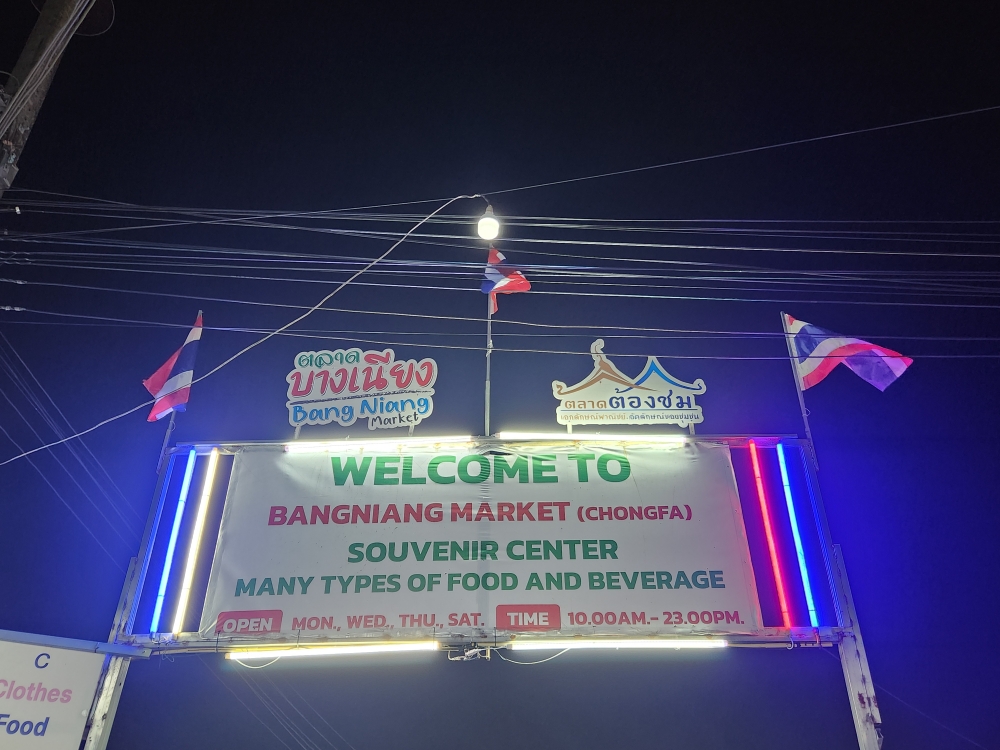 ตลาด
บางเนียง
Bang Niang
Market
ตลาดต้องชม
WELCOME TO
BANGNIANG MARKET (CHONGFA)
SOUVENIR CENTER
MANY TYPES OF FOOD AND BEVERAGE
OPEN MON., WED., THU., SAT. TIME 10.00AM.- 23.00PM.
C
Clothes
Food